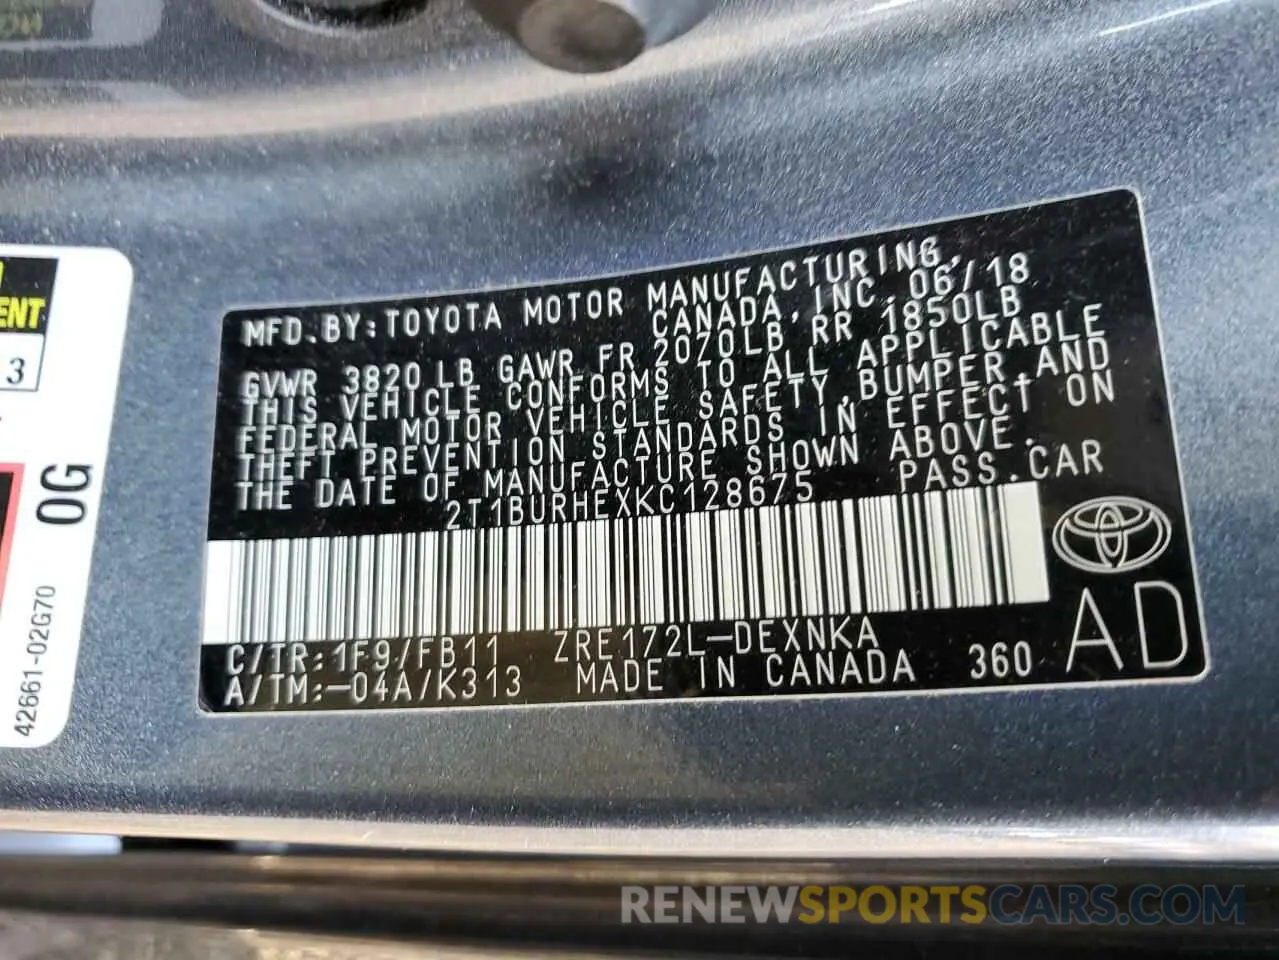 ENT
3
0G
42661-02G70
MFD.BY:TOYOTA MOTOR MANUFACTURING,
CANADA, INC. 06/18
GVWR 3820 LB GAWR FR 2070LB RR 1850LB
THIS VEHICLE CONFORMS TO ALL APPLICABLE
FEDERAL MOTOR VEHICLE SAFETY,BUMPER,AND
THEFT PREVENTION STANDARDS IN EFFECT ON
THE DATE OF MANUFACTURE SHOWN ABOVE.
2T1BURHEXKC128675 PASS.CAR
C/TR:1F9/FB11 ZRE172L-DEXNKA
A/TM:-04A/K313 MADE IN CANADA 360 AD
RENEWSPORTSCARS.COM